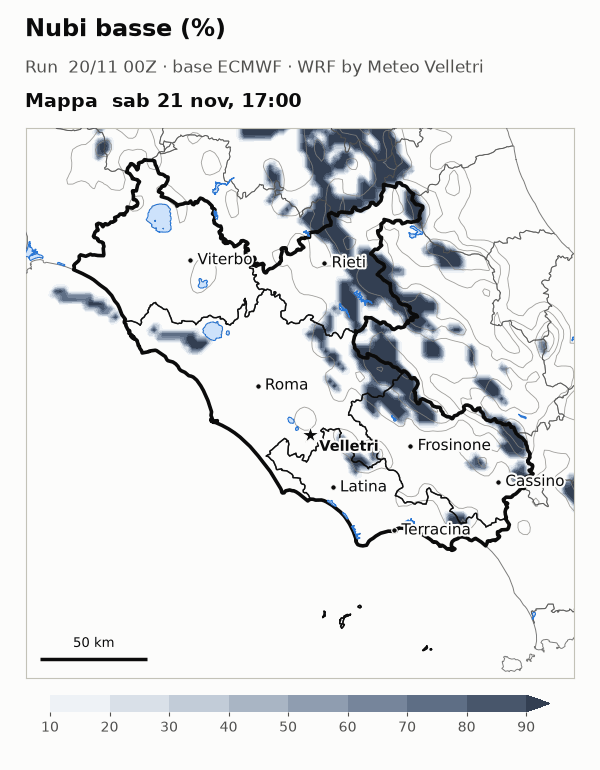 Nubi basse (%)
Run  20/11 00Z · base ECMWF · WRF by Meteo Velletri
Mappa  sab 21 nov, 17:00
Viterbo
Rieti
Roma
Velletri
Frosinone
Latina
Cassino
Terracina
50 km
10 20 30 40 50 60 70 80 90